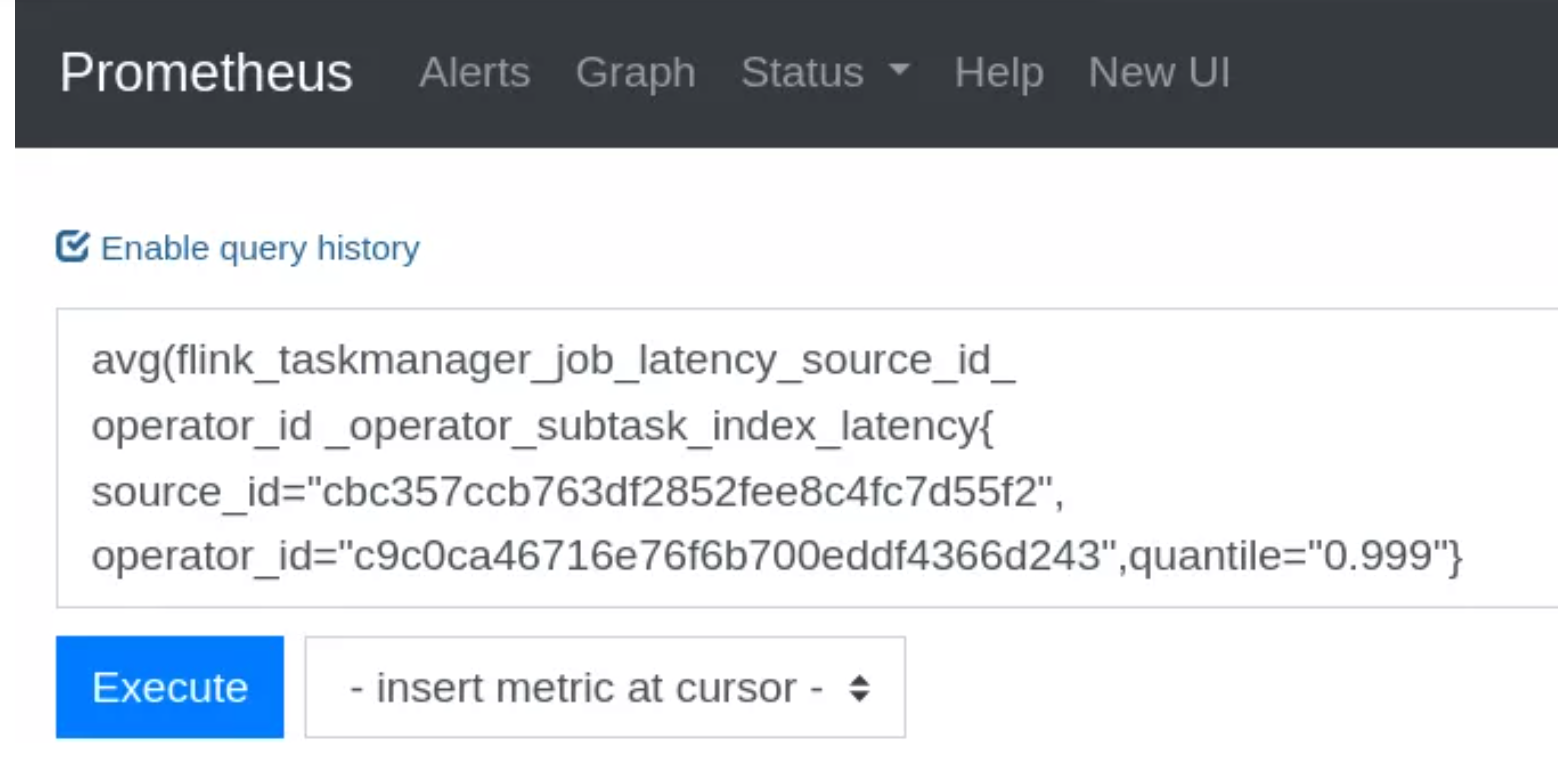 Prometheus Alerts Graph Status Help New UI
Enable query history
avg(flink_taskmanager_job_latency_source_id_
operator_id _operator_subtask_index_latency{
source_id="cbc357ccb763df2852fee8c4fc7d55f2",
operator_id="c9c0ca46716e76f6b700eddf4366d243",quantile="0.999"}
Execute - insert metric at cursor -